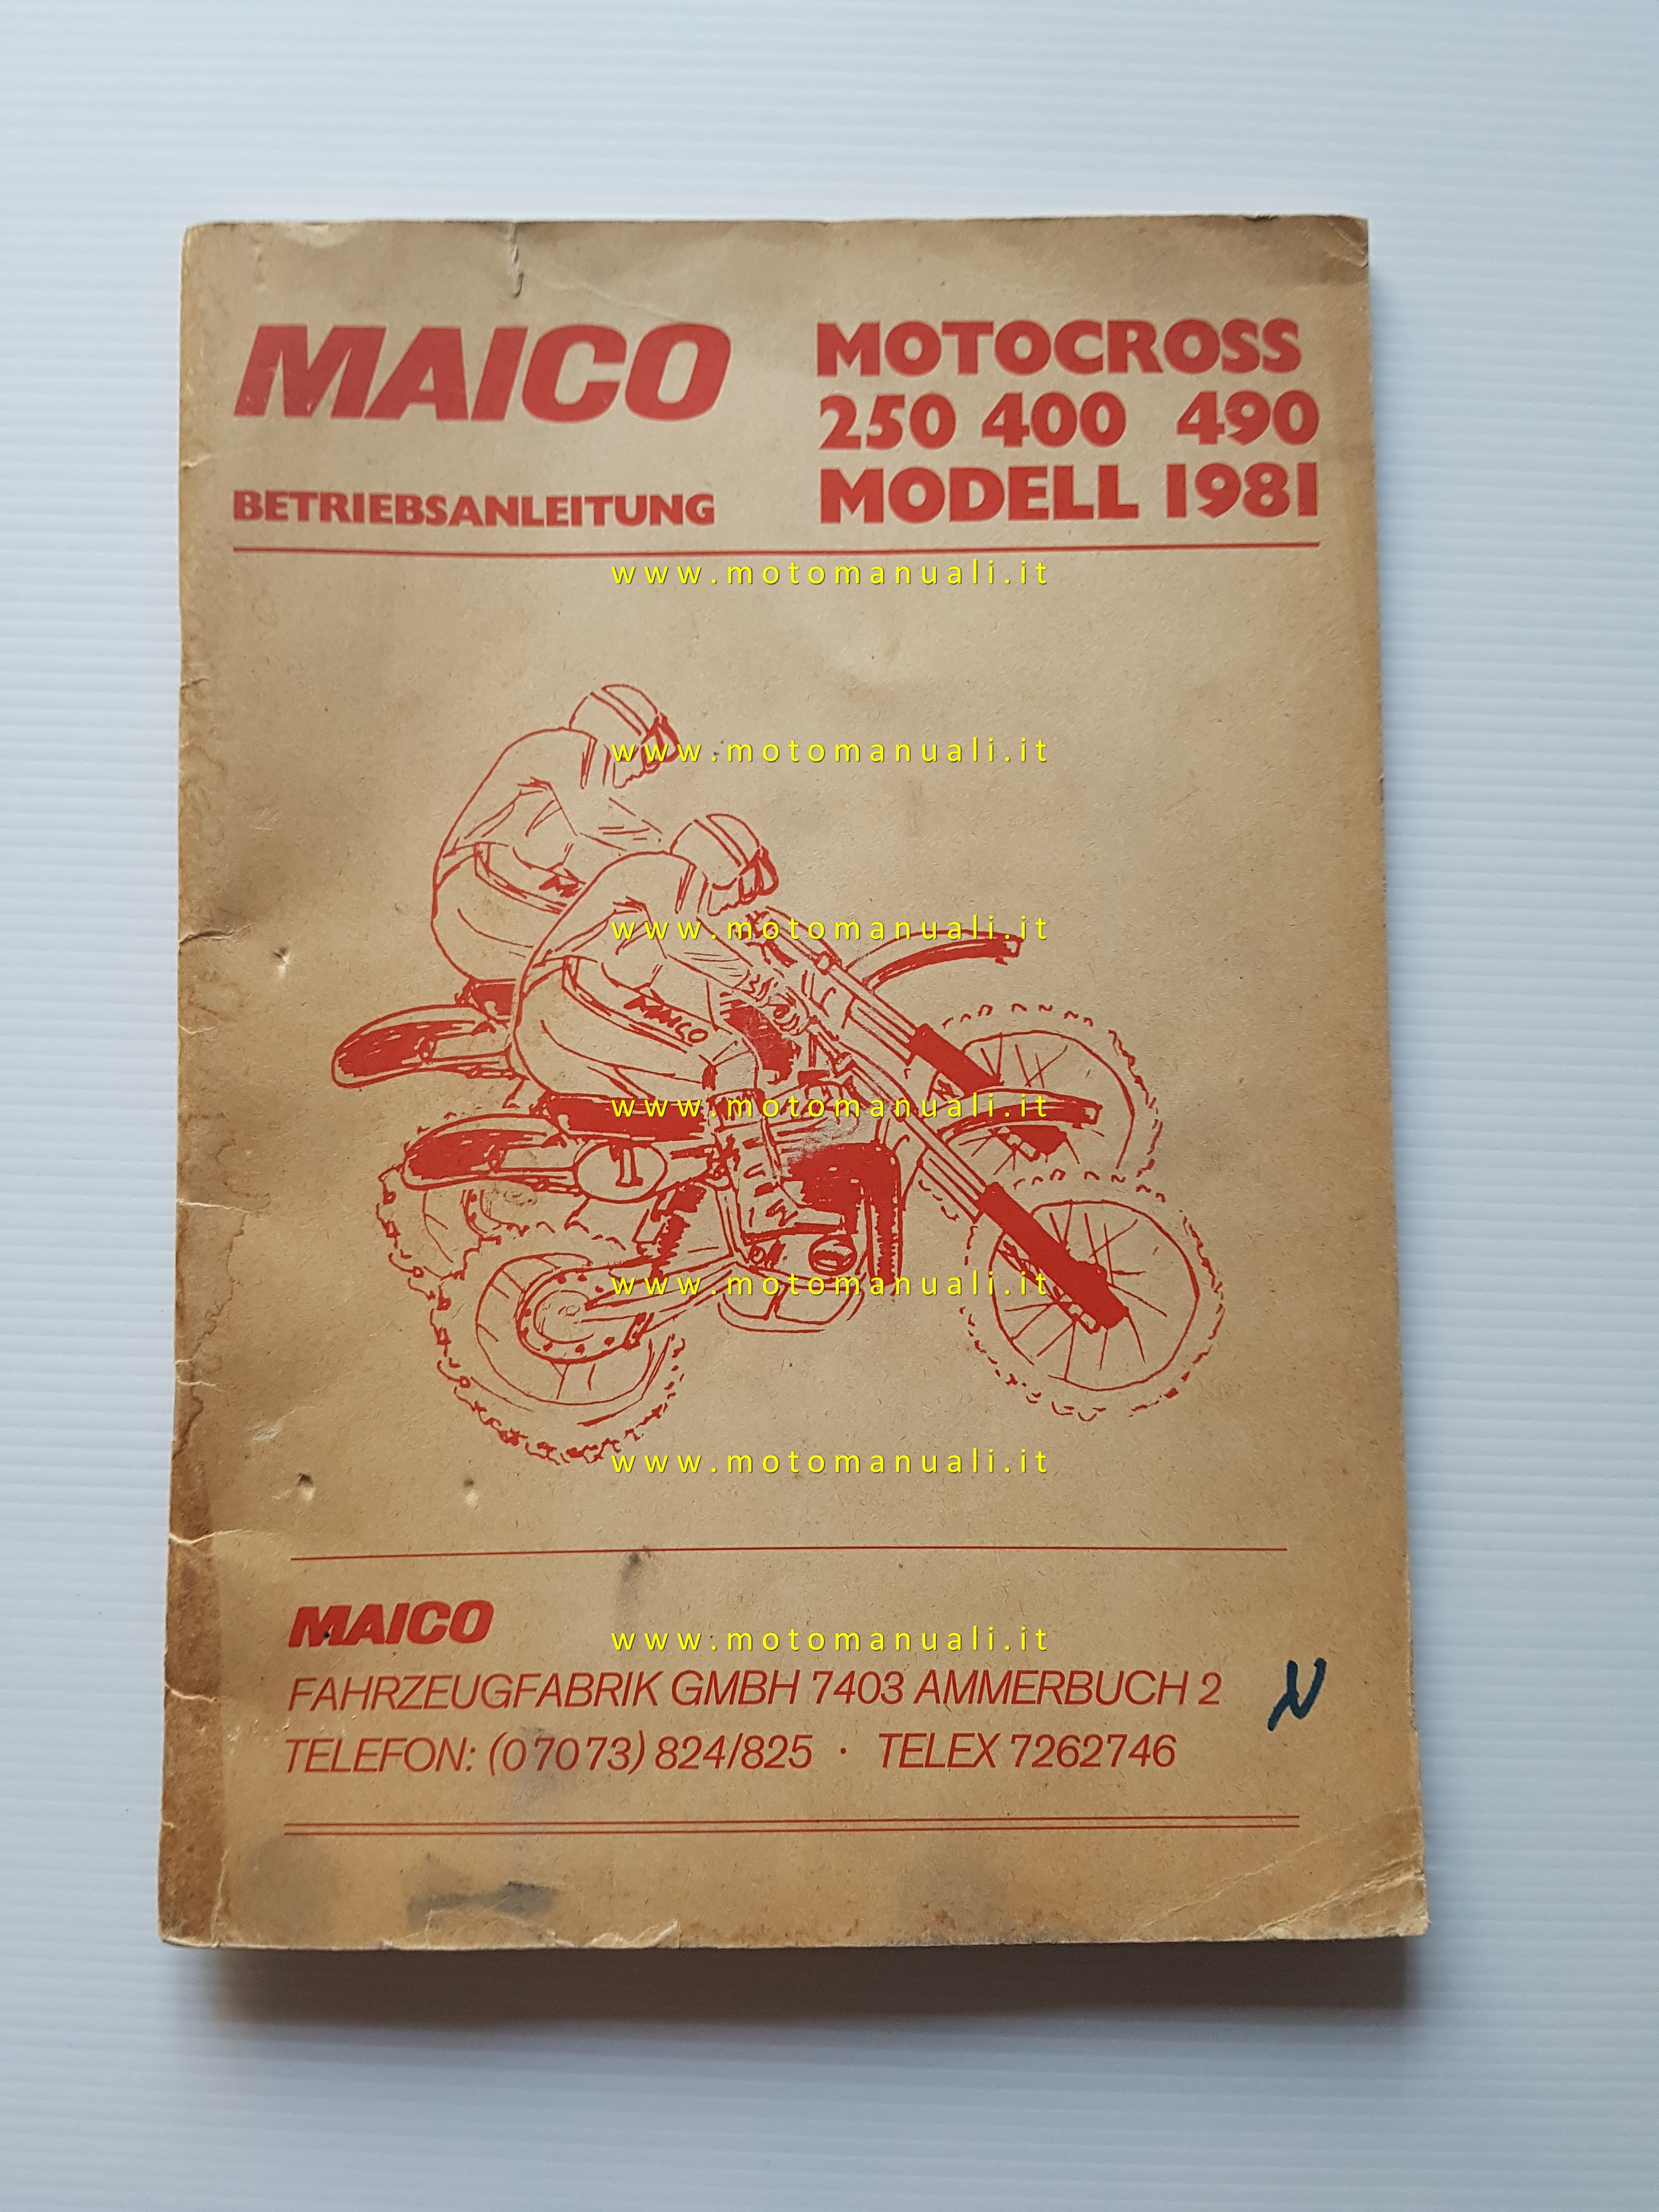 MAICO
BETRIEBSANLEITUNG
MOTOCROSS
250 400 490
MODELL 1981
www.motomanuali.it
www.motomanuali.it
www.motomanuali.it
MAICO
1
www.motomanuali.it
www.motomanuali.it
www.motomanuali.it
MAICO
www.motomanuali.it
FAHRZEUGFABRIK GMBH 7403 AMMERBUCH 2
TELEFON: (07073) 824/825 · TELEX 7262746